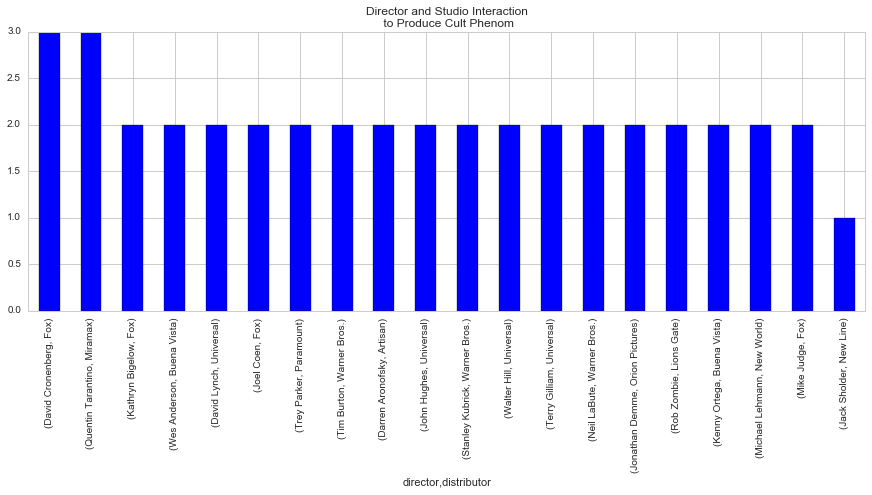 Director and Studio Interaction
to Produce Cult Phenom
3.0
2.5
2.0
1.5
1.0
0.5
0.0
(David Cronenberg, Fox)
(Quentin Tarantino, Miramax)
(Kathryn Bigelow, Fox)
(Wes Anderson, Buena Vista)
(David Lynch, Universal)
(Joel Coen, Fox)
(Trey Parker, Paramount)
(Tim Burton, Warner Bros.)
(Darren Aronofsky, Artisan)
(John Hughes, Universal)
(Stanley Kubrick, Warner Bros.)
(Walter Hill, Universal)
(Terry Gilliam, Universal)
(Neil LaBute, Warner Bros.)
(Jonathan Demme, Orion Pictures)
(Rob Zombie, Lions Gate)
(Kenny Ortega, Buena Vista)
(Michael Lehmann, New World)
(Mike Judge, Fox)
(Jack Sholder, New Line)
director,distributor